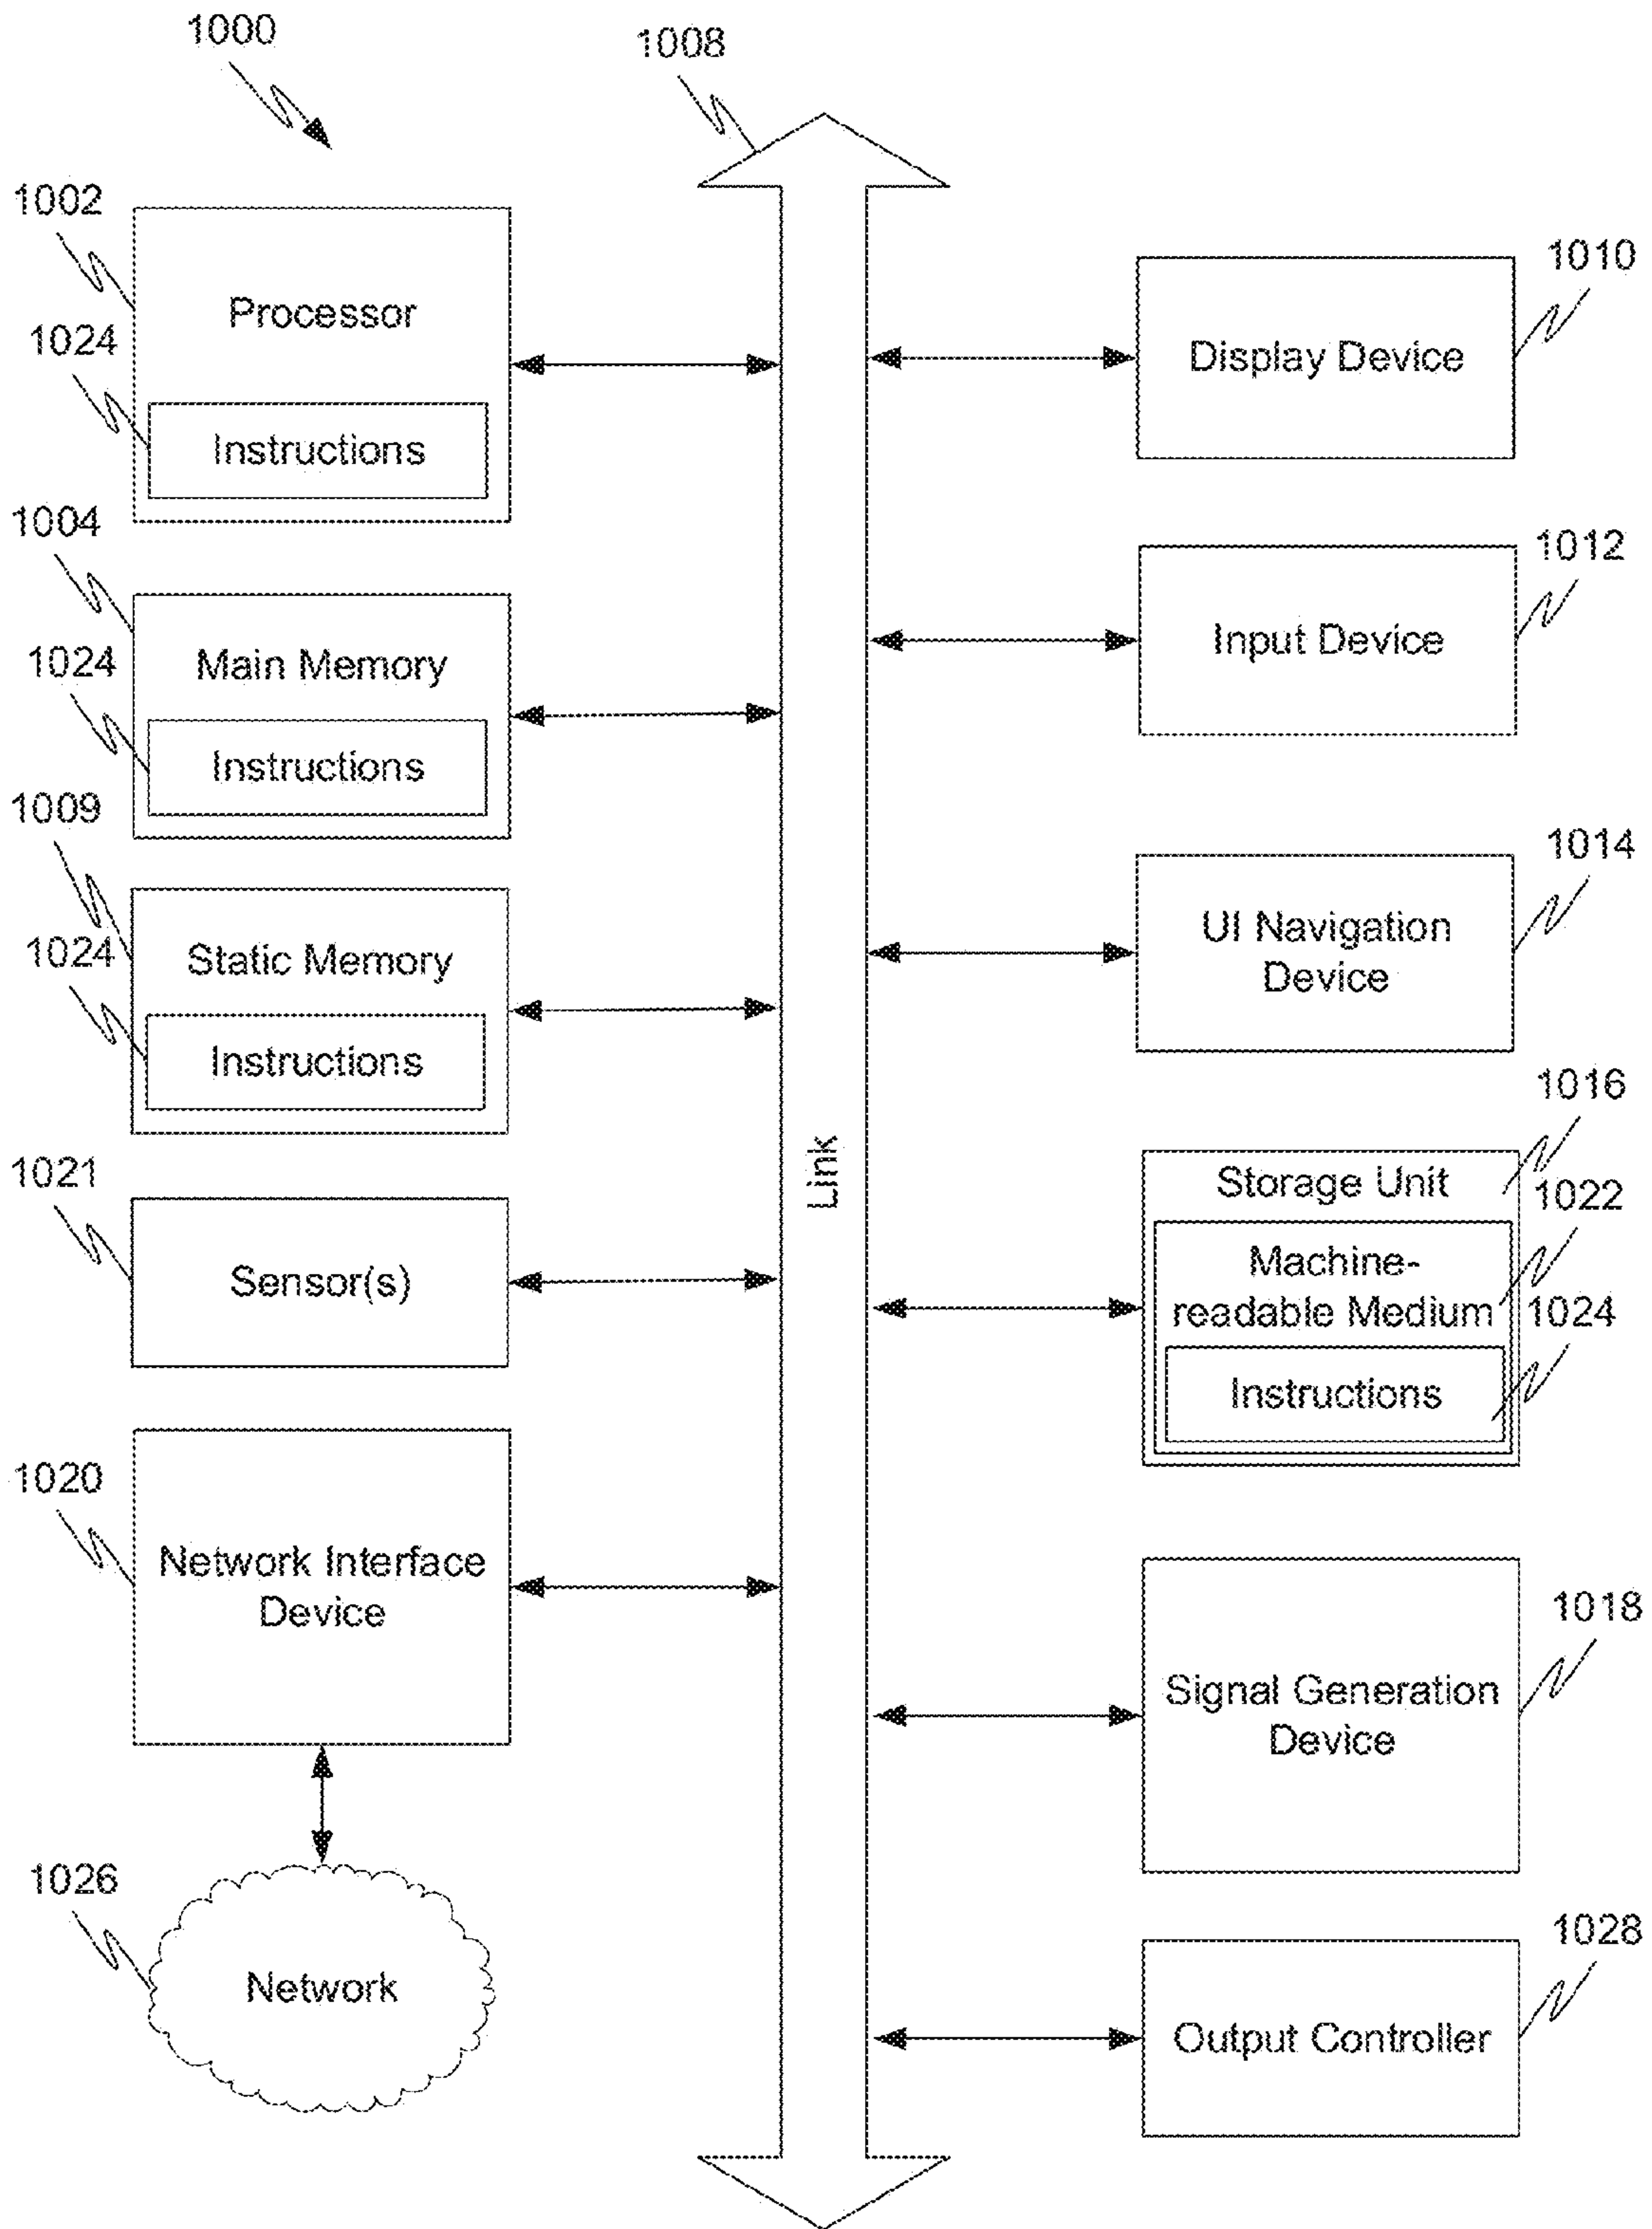 1000
1008
1002
Processor
1024
Instructions
1004
Main Memory
1024
Instructions
1009
Static Memory
1024
Instructions
1021
Sensor(s)
1020
Network Interface
Device
1026
Network
Link
1010
Display Device
1012
Input Device
1014
UI Navigation
Device
1016
Storage Unit
1022
Machine-
readable Medium
1024
Instructions
1018
Signal Generation
Device
1028
Output Controller